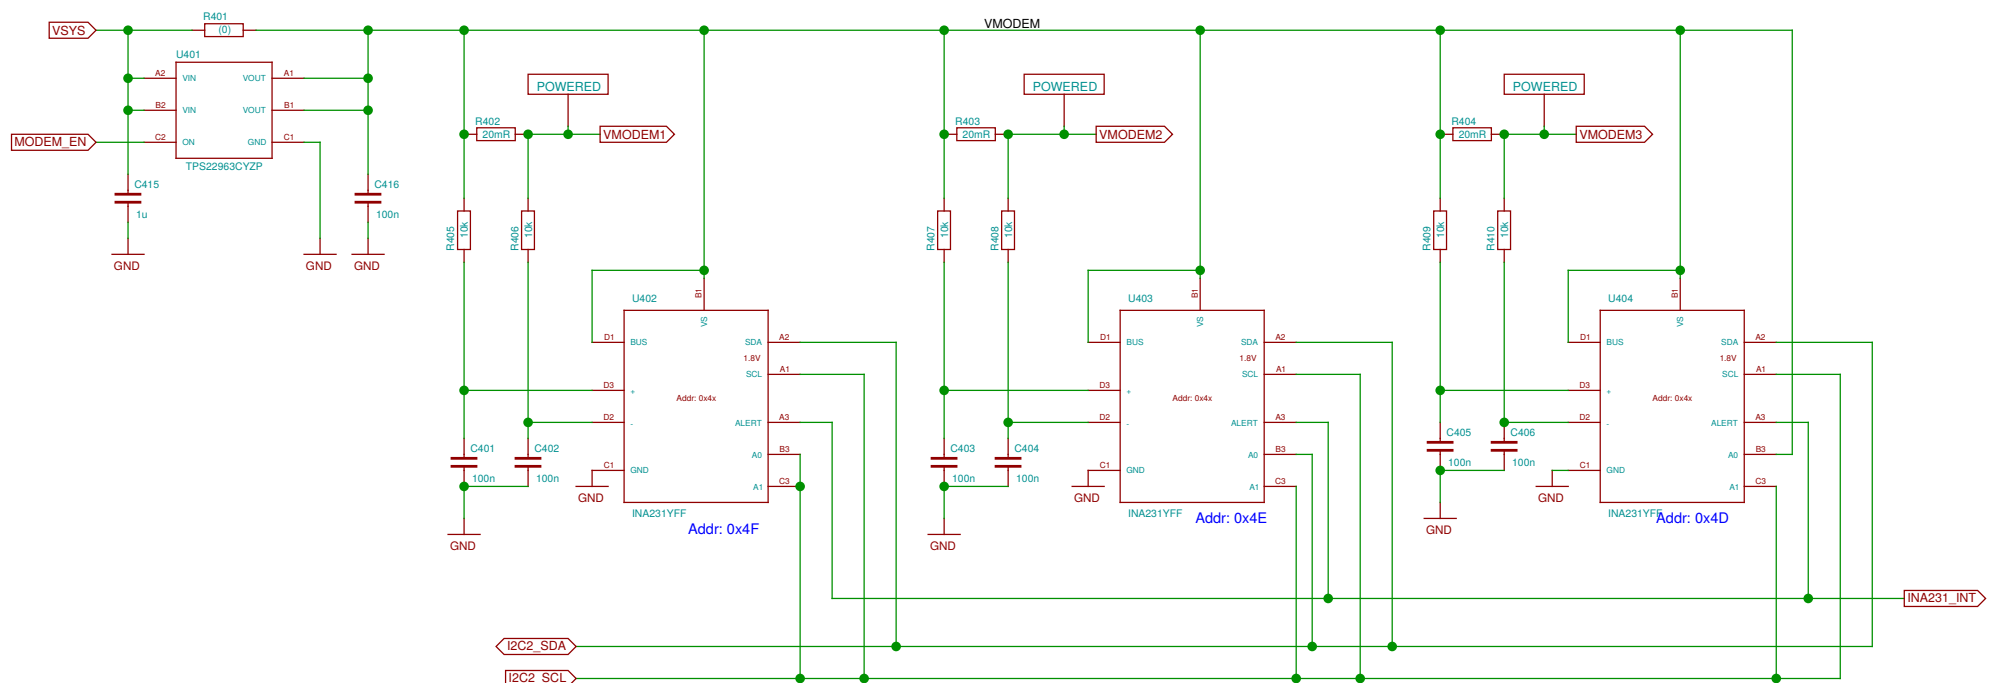 VMODEM
VSYS
R401
(0)
U401
A2 VIN VOUT A1
B2 VIN VOUT B1
MODEM_EN
C2 ON GND C1
TPS22963CYZP
C415
1u
C416
100n
GND
GND
GND
POWERED
R402
20mR
VMODEM1
R405
10k
R406
10k
U402
B1
VS
D1 BUS SDA A2
1.8V
SCL A1
D3 +
Addr: 0x4x
D2 - ALERT A3
A0 B3
C1 GND
A1 C3
C401
100n
C402
100n
GND
GND
INA231YFF
Addr: 0x4F
POWERED
R403
20mR
VMODEM2
R407
10k
R408
10k
U403
B1
VS
D1 BUS SDA A2
1.8V
SCL A1
D3 +
Addr: 0x4x
D2 - ALERT A3
A0 B3
C1 GND
A1 C3
C403
100n
C404
100n
GND
GND
INA231YFF
Addr: 0x4E
POWERED
R404
20mR
VMODEM3
R409
10k
R410
10k
U404
B1
VS
D1 BUS SDA A2
1.8V
SCL A1
D3 +
Addr: 0x4x
D2 - ALERT A3
A0 B3
C1 GND
A1 C3
C405
100n
C406
100n
GND
GND
INA231YFF
Addr: 0x4D
INA231_INT
I2C2_SDA
I2C2_SCL